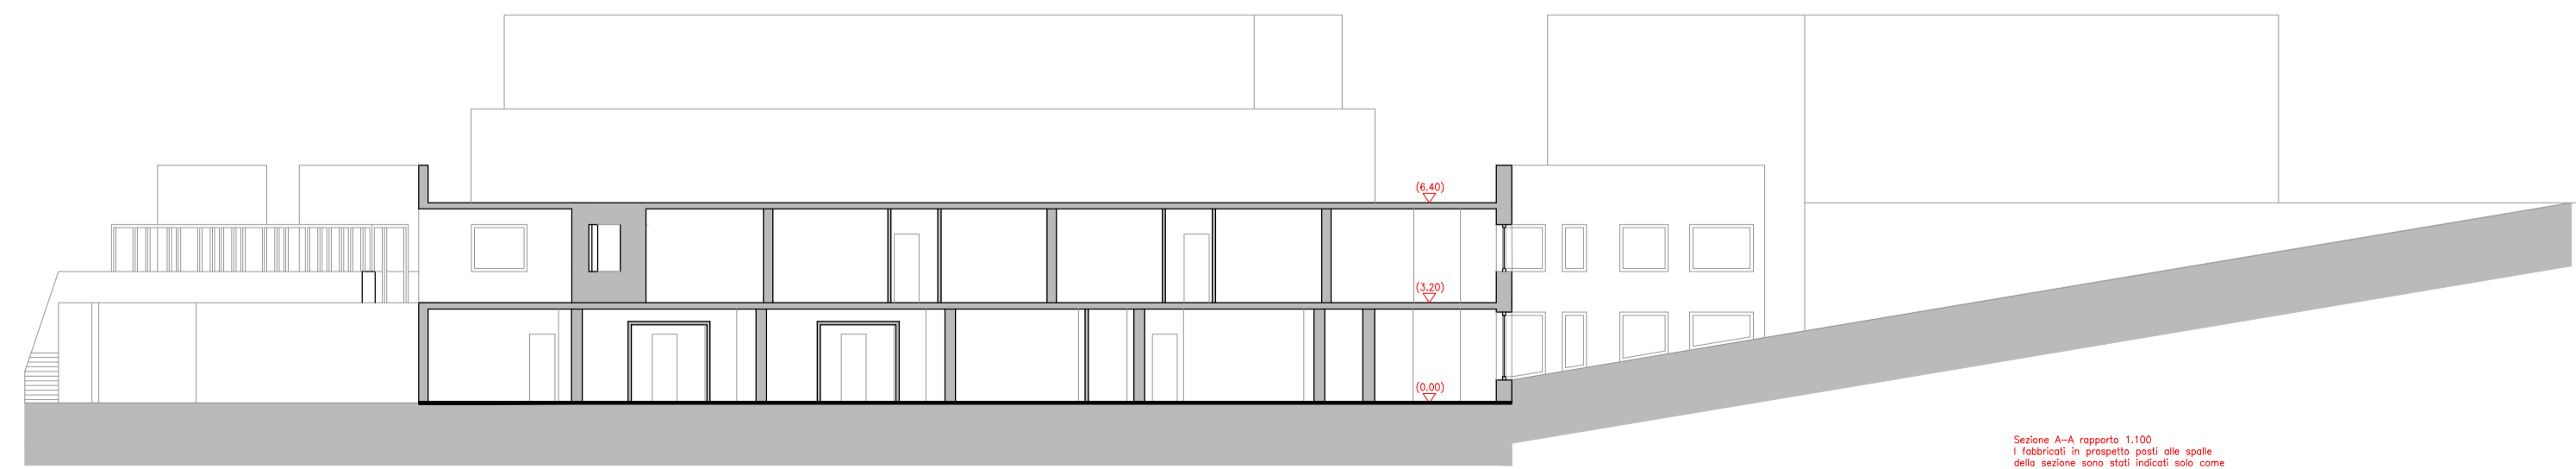 (6.40)
(3.20)
(0.00)
Sezione A-A rapporto 1.100
I fabbricati in prospetto posti alle spalle
della sezione sono stati indicati solo come